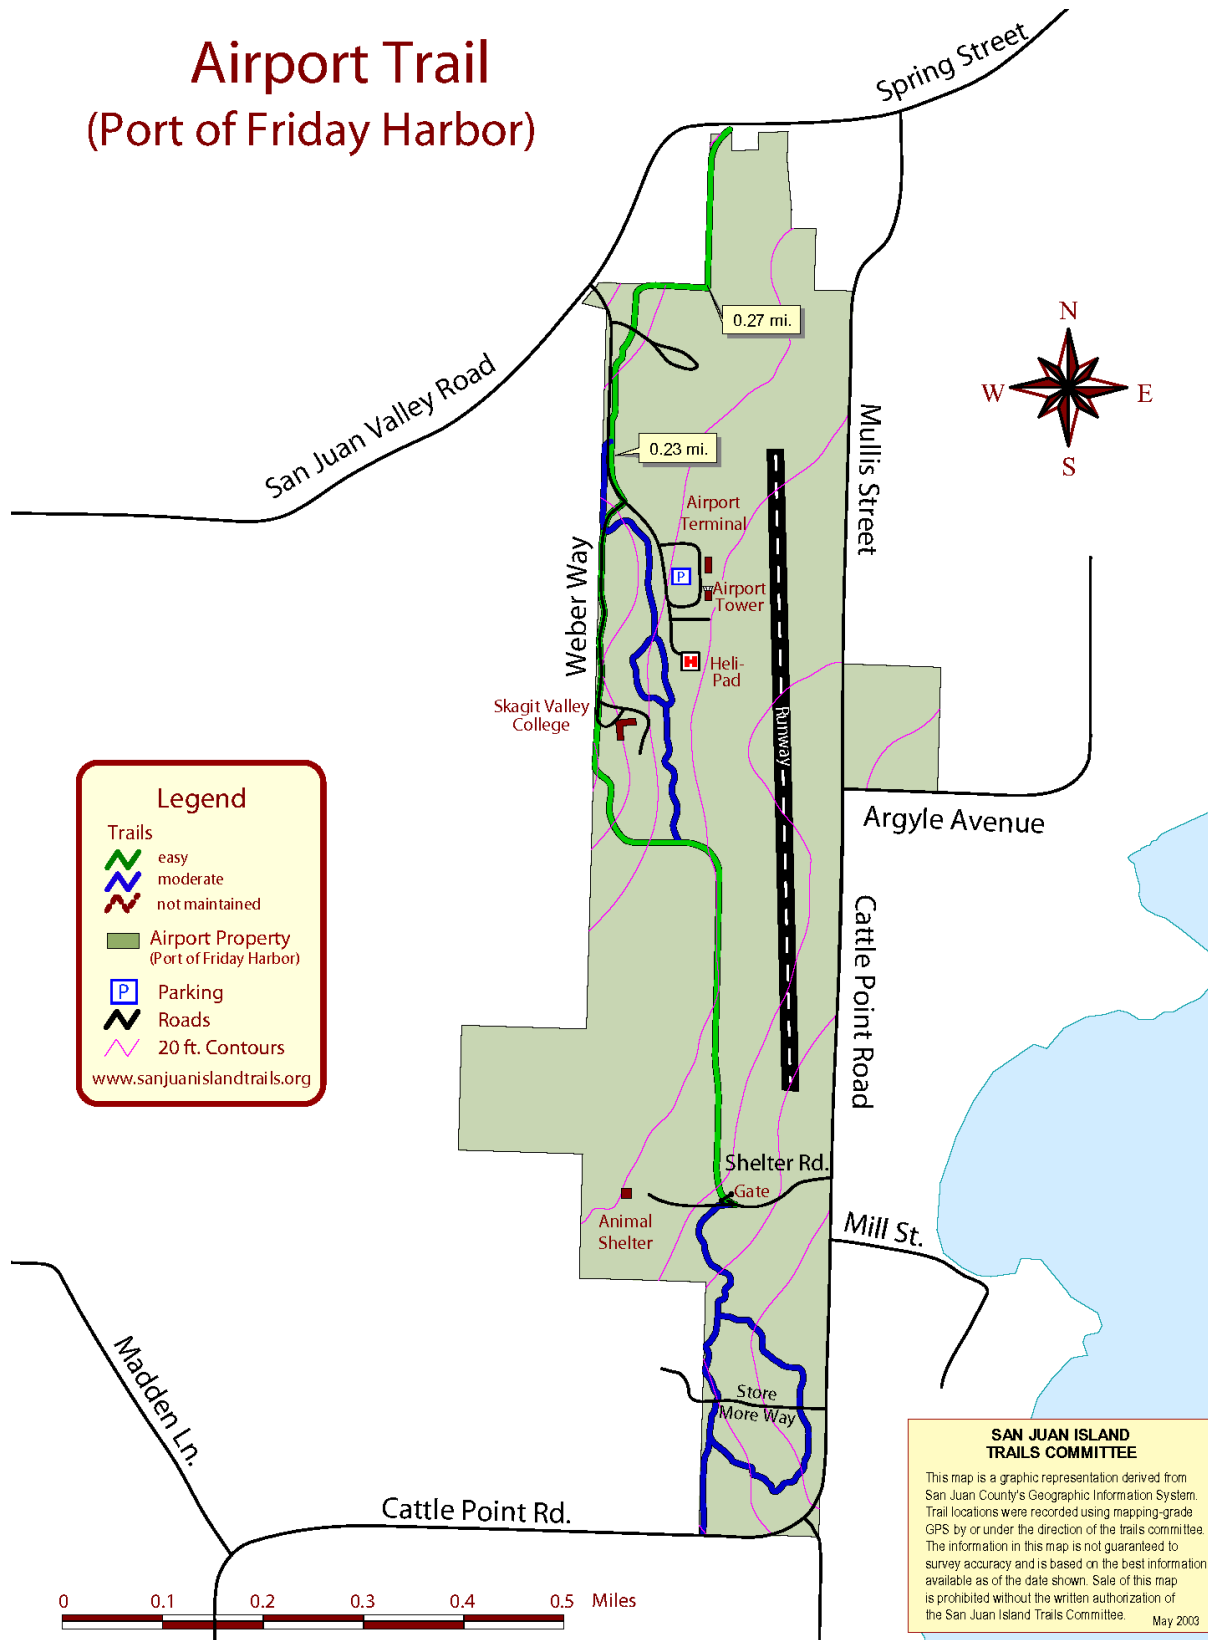 Airport Trail
(Port of Friday Harbor)
Spring Street
0.27 mi.
N
W
E
S
San Juan Valley Road
Mullis Street
0.23 mi.
Airport
Terminal
P
Airport
Tower
Weber Way
H
Heli-
Pad
Skagit Valley
College
Runway
Argyle Avenue
Legend
Trails
easy
moderate
not maintained
Airport Property
(Port of Friday Harbor)
P
Parking
Roads
20 ft. Contours
www.sanjuanislandtrails.org
Cattle Point Road
Shelter Rd.
Gate
Animal
Shelter
Mill St.
Madden Ln.
Store
More Way
Cattle Point Rd.
0
0.1
0.2
0.3
0.4
0.5
Miles
SAN JUAN ISLAND
TRAILS COMMITTEE
This map is a graphic representation derived from
San Juan County's Geographic Information System.
Trail locations were recorded using mapping-grade
GPS by or under the direction of the trails committee.
The information in this map is not guaranteed to
survey accuracy and is based on the best information
available as of the date shown. Sale of this map
is prohibited without the written authorization of
the San Juan Island Trails Committee.
May 2003